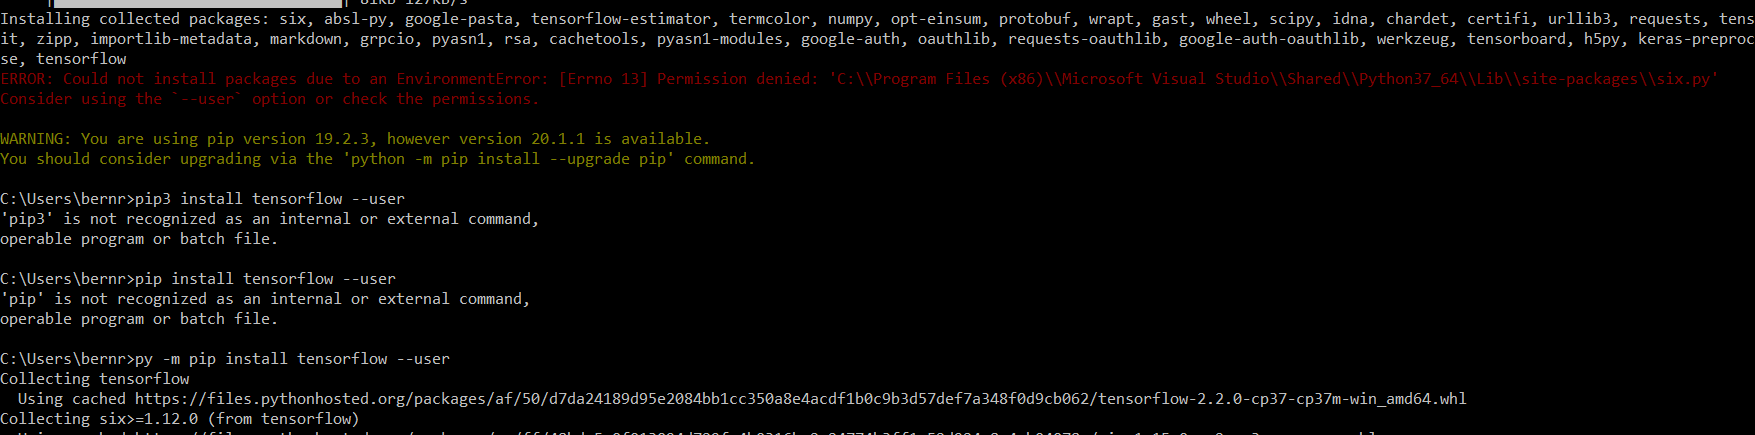 Installing collected packages: six, absl-py, google-pasta, tensorflow-estimator, termcolor, numpy, opt-einsum, protobuf, wrapt, gast, wheel, scipy, idna, chardet, certifi, urllib3, requests, tens
it, zipp, importlib-metadata, markdown, grpcio, pyasn1, rsa, cachetools, pyasn1-modules, google-auth, oauthlib, requests-oauthlib, google-auth-oauthlib, werkzeug, tensorboard, h5py, keras-preproc
se, tensorflow
ERROR: Could not install packages due to an EnvironmentError: [Errno 13] Permission denied: 'C:\\Program Files (x86)\\Microsoft Visual Studio\\Shared\\Python37_64\\Lib\\site-packages\\six.py'
Consider using the `--user` option or check the permissions.
WARNING: You are using pip version 19.2.3, however version 20.1.1 is available.
You should consider upgrading via the 'python -m pip install --upgrade pip' command.
C:\Users\bernr>pip3 install tensorflow --user
'pip3' is not recognized as an internal or external command,
operable program or batch file.
C:\Users\bernr>pip install tensorflow --user
'pip' is not recognized as an internal or external command,
operable program or batch file.
C:\Users\bernr>py -m pip install tensorflow --user
Collecting tensorflow
Using cached https://files.pythonhosted.org/packages/af/50/d7da24189d95e2084bb1cc350a8e4acdf1b0c9b3d57def7a348f0d9cb062/tensorflow-2.2.0-cp37-cp37m-win_amd64.whl
Collecting six>=1.12.0 (from tensorflow)